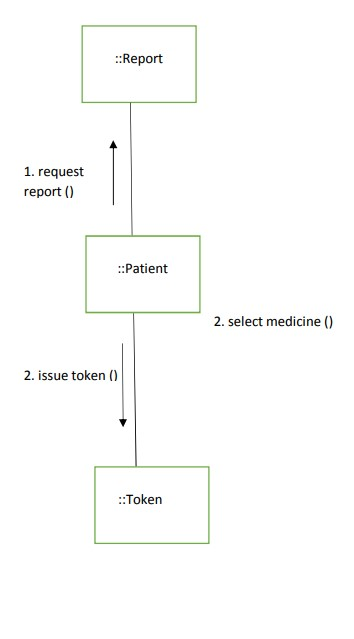 ::Report
1. request
report ()
::Patient
2. select medicine ()
2. issue token ()
::Token